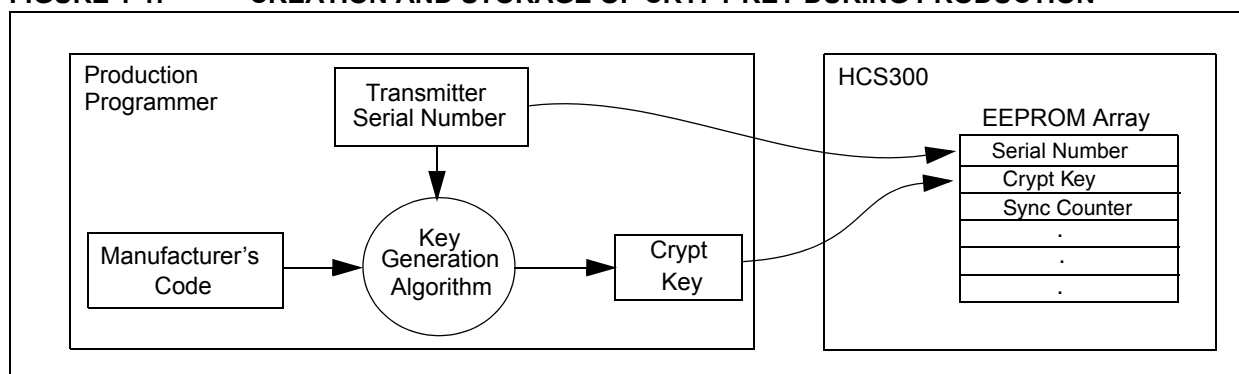 Production
Programmer
Transmitter
Serial Number
Manufacturer's
Code
Key
Generation
Algorithm
Crypt
Key
HCS300
EEPROM Array
Serial Number
Crypt Key
Sync Counter
.
.
.